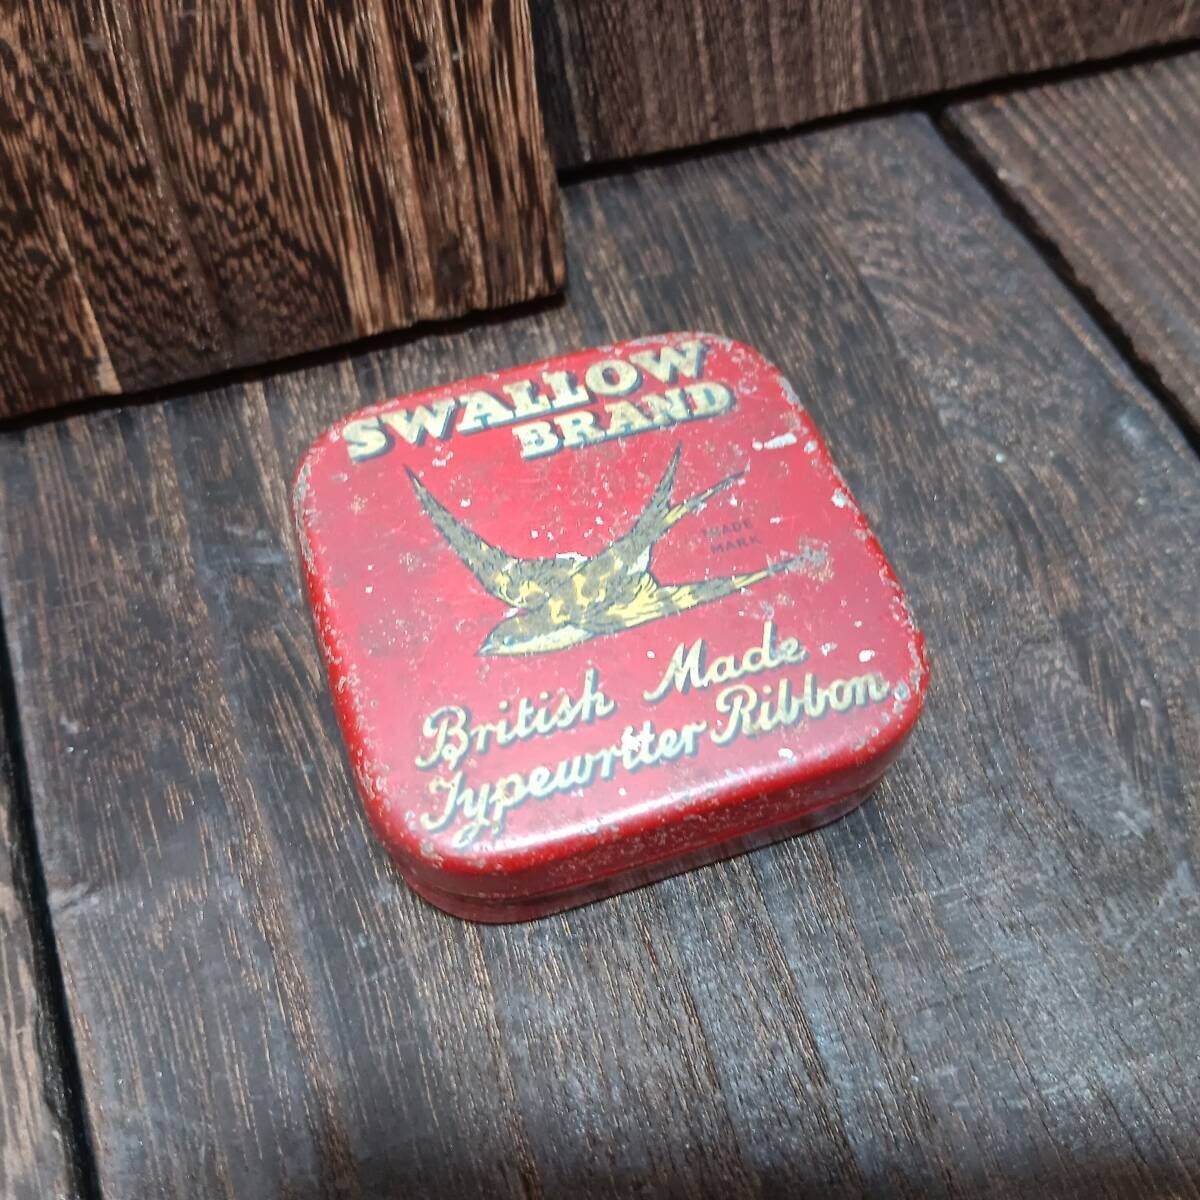 SWALLOW
BRAND
TRADE
MARK
British Made
Typewriter Ribbon